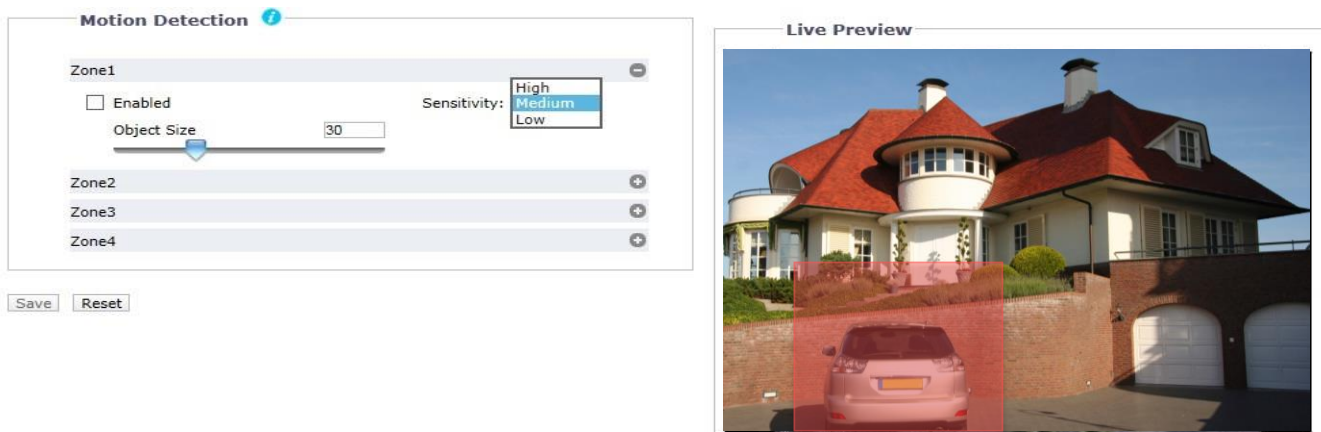 Motion Detection
Zone1
Enabled
Sensitivity:
High
Medium
Low
Object Size
30
Zone2
Zone3
Zone4
Save
Reset
Live Preview